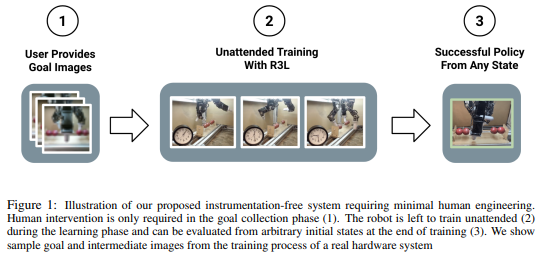 1
2
3
User Provides
Goal Images
Unattended Training
With R3L
Successful Policy
From Any State
Figure 1: Illustration of our proposed instrumentation-free system requiring minimal human engineering.
Human intervention is only required in the goal collection phase (1). The robot is left to train unattended (2)
during the learning phase and can be evaluated from arbitrary initial states at the end of training (3). We show
sample goal and intermediate images from the training process of a real hardware system